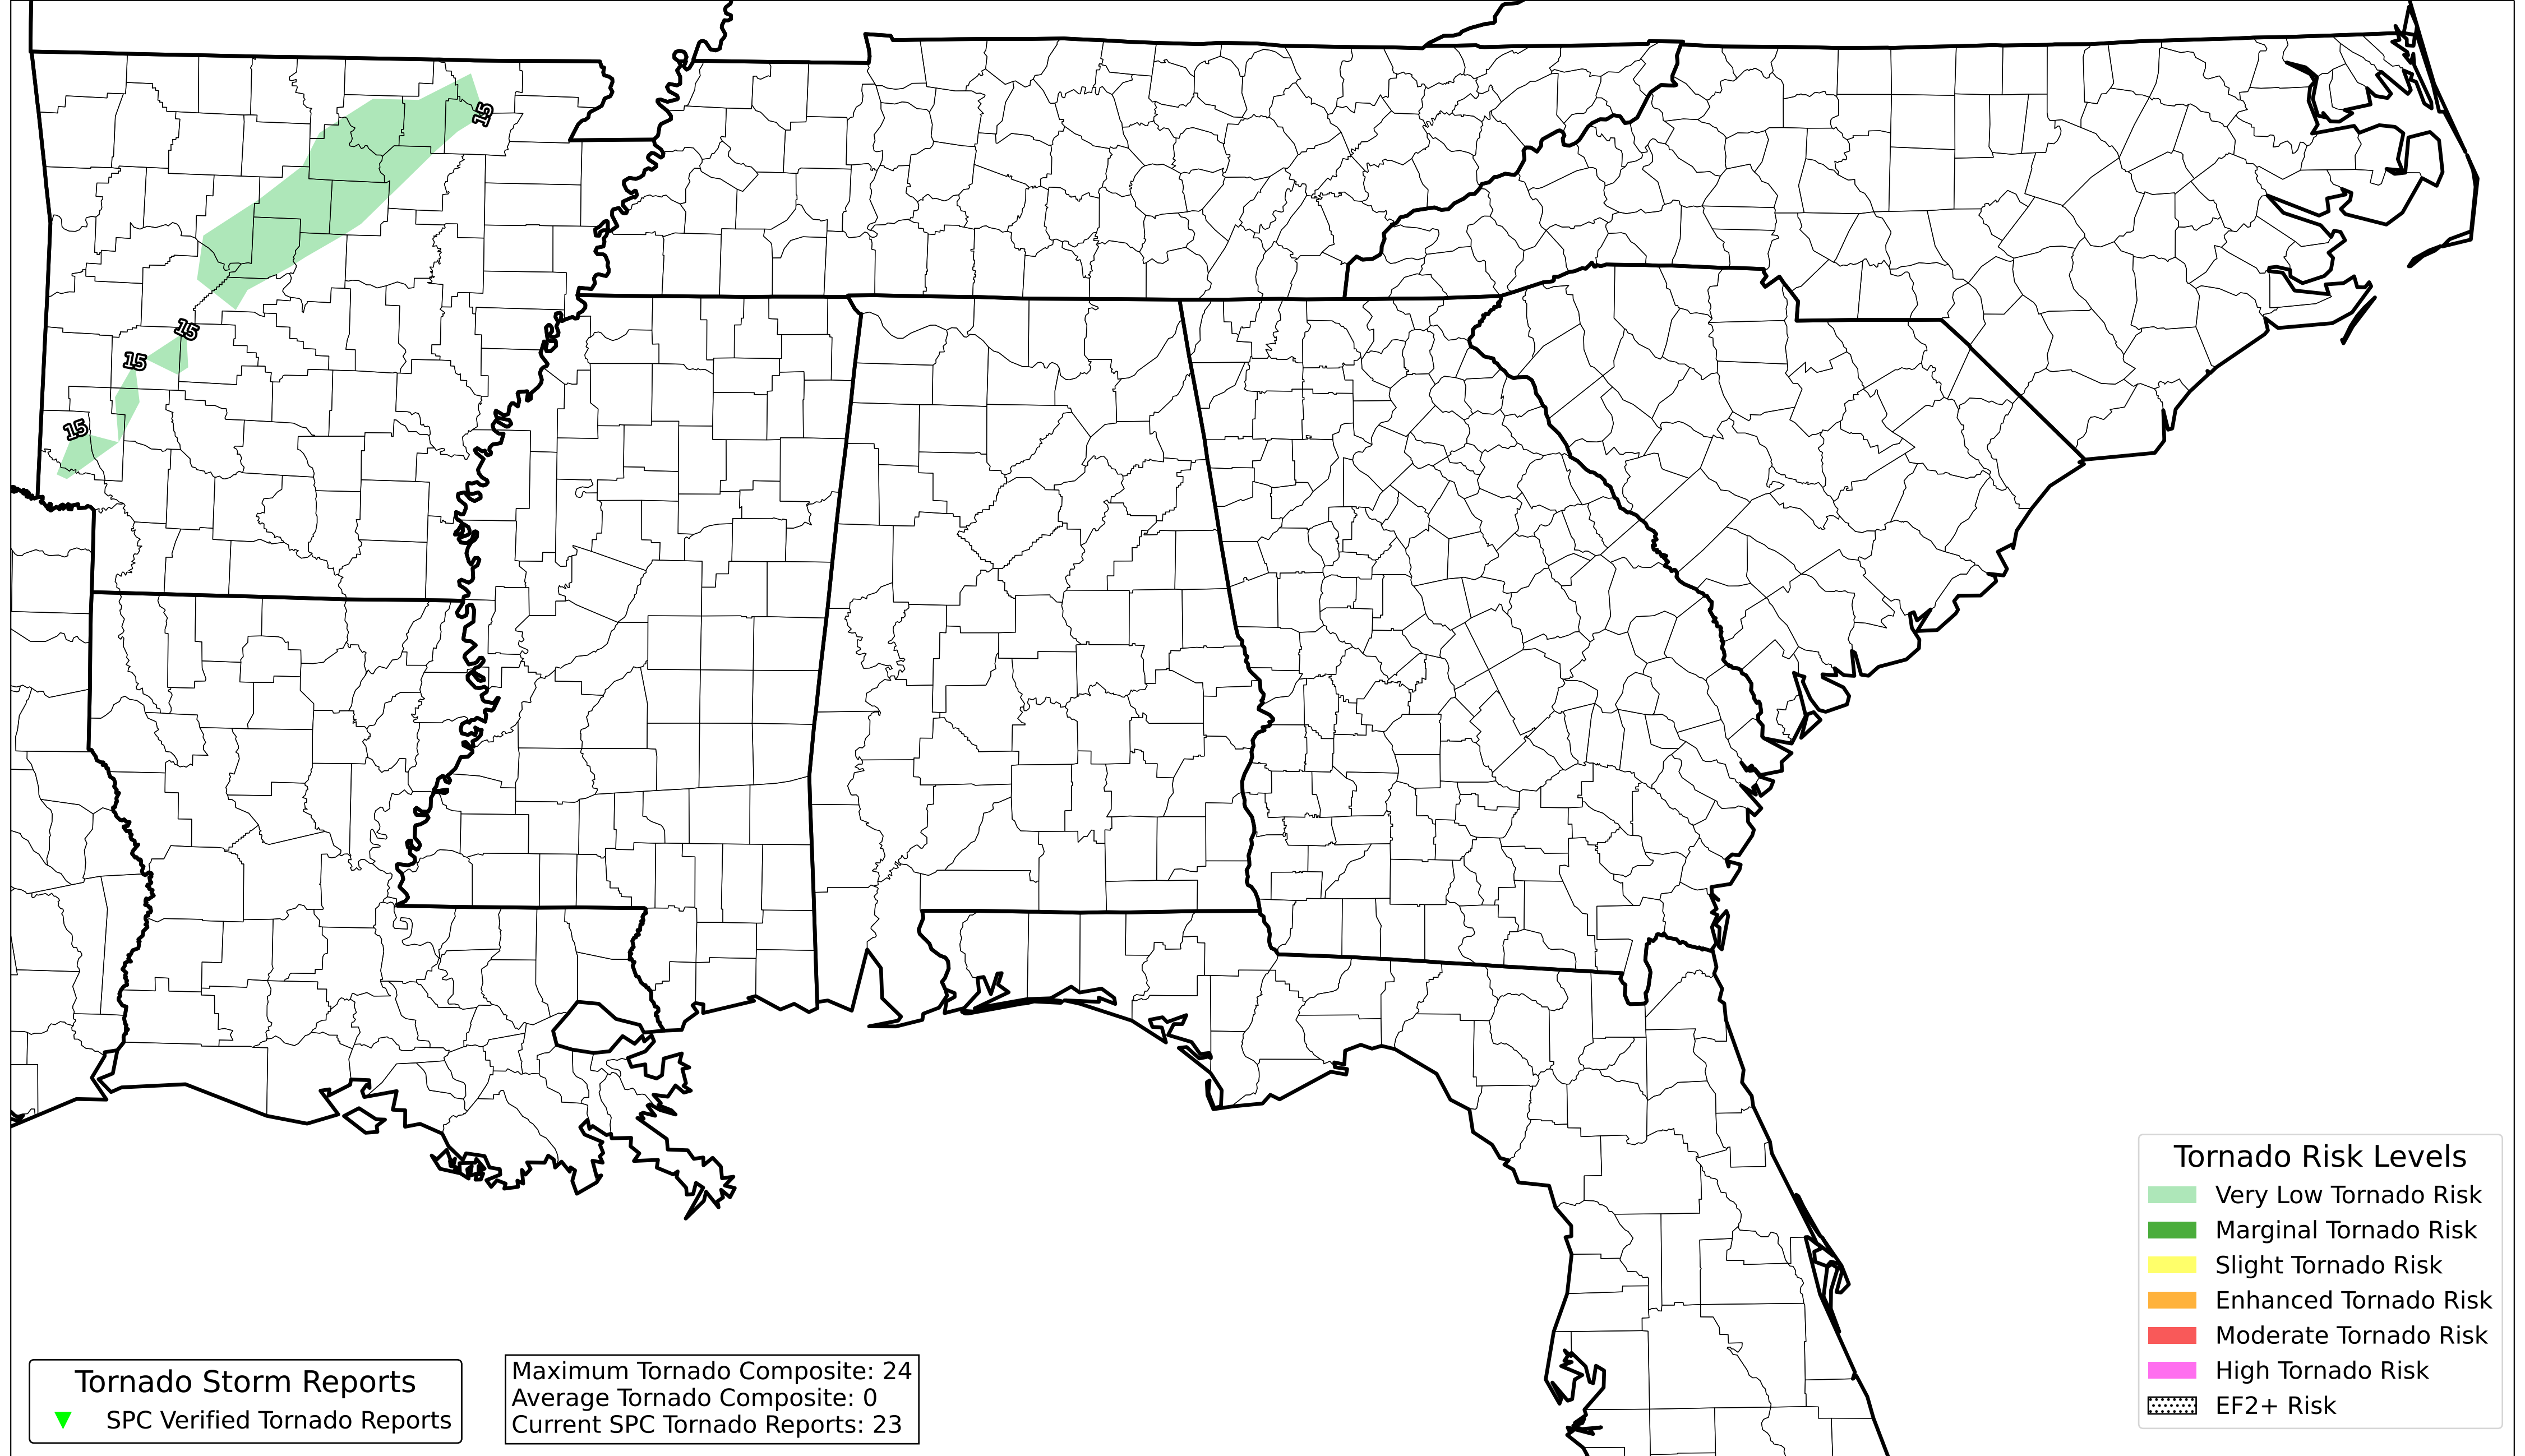 15
15
15
15
Tornado Risk Levels
Very Low Tornado Risk
Marginal Tornado Risk
Slight Tornado Risk
Enhanced Tornado Risk
Moderate Tornado Risk
High Tornado Risk
EF2+ Risk
Tornado Storm Reports
SPC Verified Tornado Reports
Maximum Tornado Composite: 24
Average Tornado Composite: 0
Current SPC Tornado Reports: 23